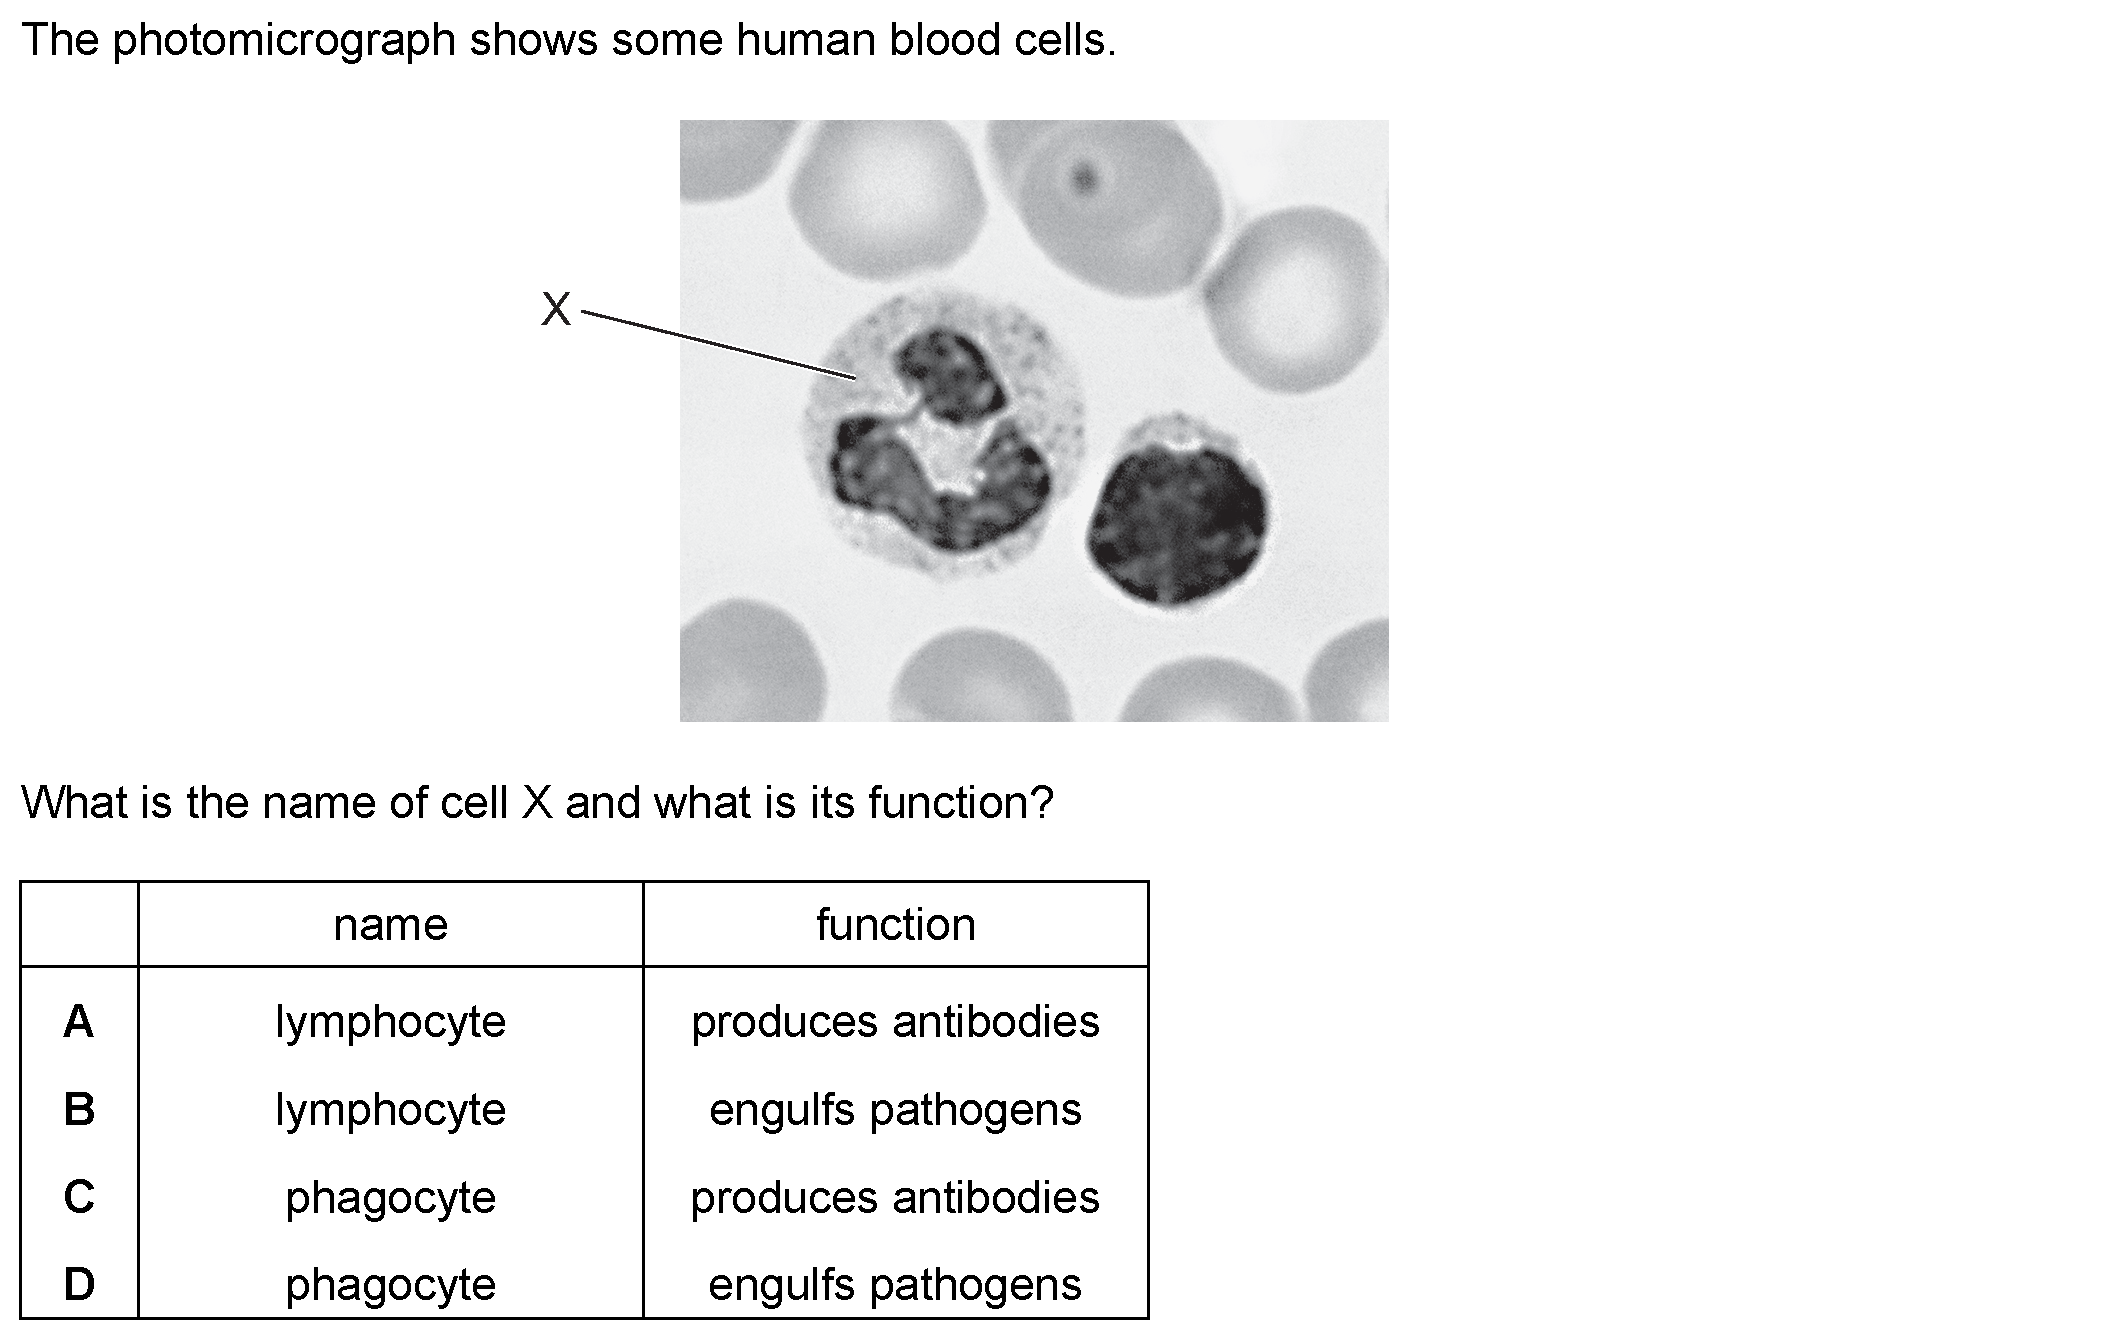 The photomicrograph shows some human blood cells.
X
What is the name of cell X and what is its function?
name function
A lymphocyte produces antibodies
B lymphocyte engulfs pathogens
C phagocyte produces antibodies
D phagocyte engulfs pathogens